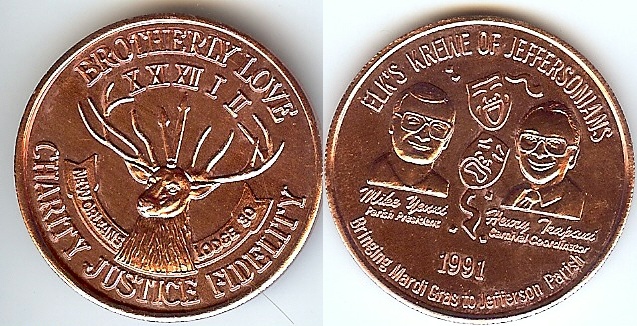 BROTHERLY LOVE
X XI XII I II
NEW ORLEANS
LODGE 30
CHARITY JUSTICE FIDELITY
ELK'S KREWE OF JEFFERSONIANS
Mike Yenni
Parish President
Henry Trapani
Carnival Coordinator
1991
Bringing Mardi Gras to Jefferson Parish